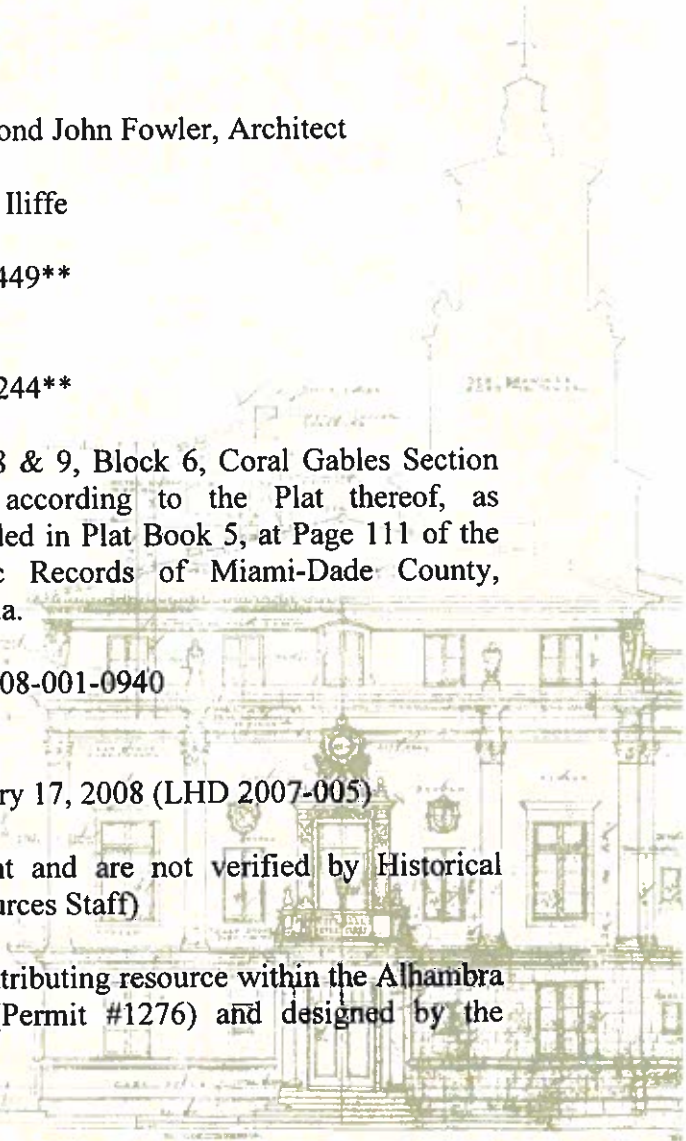 ond John Fowler, Architect
Iliffe
449**
244**
8 & 9, Block 6, Coral Gables Section
according to the Plat thereof, as
led in Plat Book 5, at Page 111 of the
c Records of Miami-Dade County,
a.
08-001-0940
ry 17, 2008 (LHD 2007-005)
nt and are not verified by Historical
urces Staff)
tributing resource within the Alhambra
(Permit #1276) and designed by the